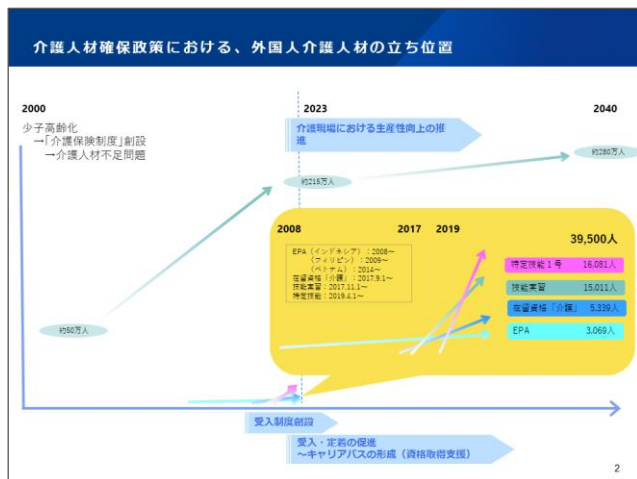 介護人材確保政策における、外国人介護人材の立ち位置
2000
2023
2040
少子高齢化
→「介護保険制度」創設
→介護人材不足問題
介護現場における生産性向上の推
進
約215万人
約280万人
約50万人
2008
2017
2019
39,500人
EPA（インドネシア）：2008～
（フィリピン）：2009～
（ベトナム）：2014～
在留資格「介護」：2017.9.1～
技能実習：2017.11.1～
特定技能：2019.4.1～
特定技能１号 16,081人
技能実習 15,011人
在留資格「介護」 5,339人
EPA 3,069人
受入制度創設
受入・定着の促進
～キャリアパスの形成（資格取得支援）
2